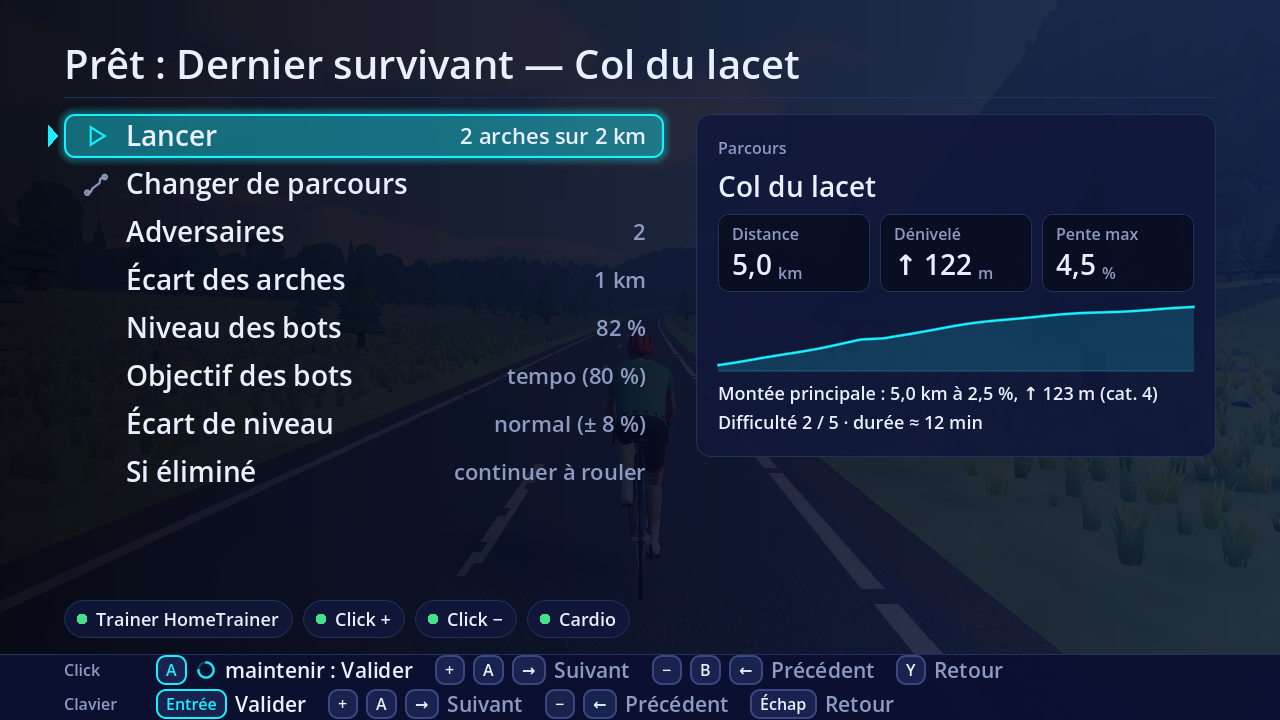 Prêt : Dernier survivant — Col du lacet
Lancer 2 arches sur 2 km
Changer de parcours
Adversaires 2
Écart des arches 1 km
Niveau des bots 82 %
Objectif des bots tempo (80 %)
Écart de niveau normal (± 8 %)
Si éliminé continuer à rouler
Parcours
Col du lacet
Distance Dénivelé Pente max
5,0 km ↑ 122 m 4,5 %
Montée principale : 5,0 km à 2,5 %, ↑ 123 m (cat. 4)
Difficulté 2 / 5 · durée ≈ 12 min
Trainer HomeTrainer Click + Click − Cardio
Click A maintenir : Valider + A → Suivant − B ← Précédent Y Retour
Clavier Entrée Valider + A → Suivant − ← Précédent Échap Retour